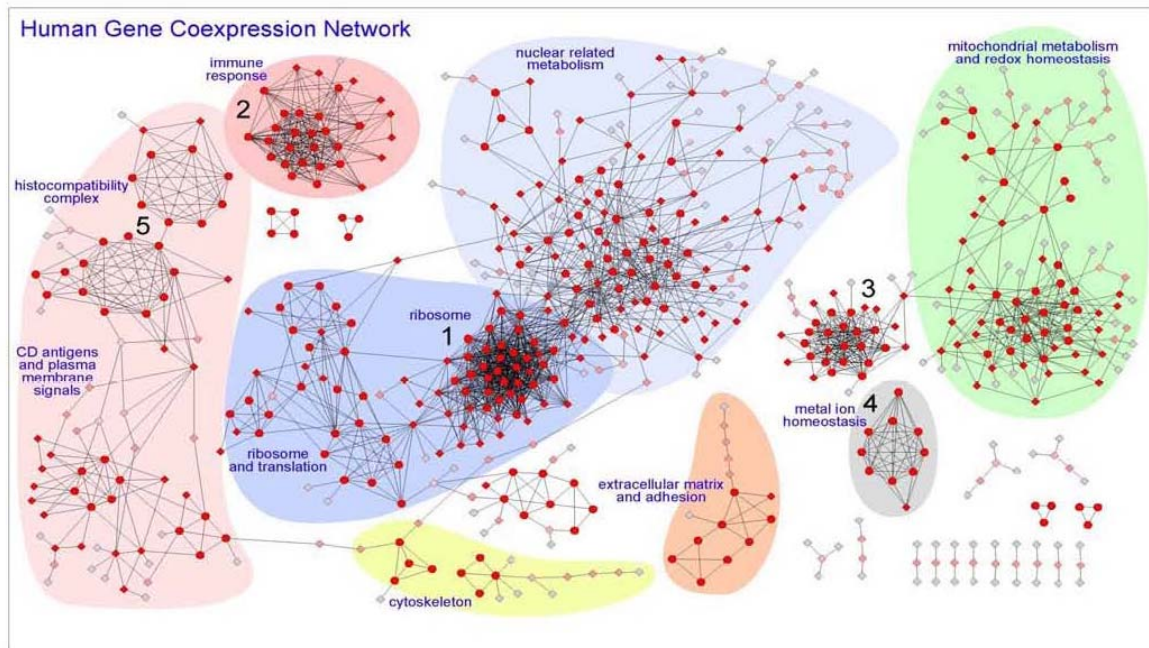 Human Gene Coexpression Network
immune
response
2
nuclear related
metabolism
mitochondrial metabolism
and redox homeostasis
histocompatibility
complex
5
ribosome
1
3
CD antigens
and plasma
membrane
signals
metal ion
homeostasis
4
ribosome
and translation
extracellular matrix
and adhesion
cytoskeleton